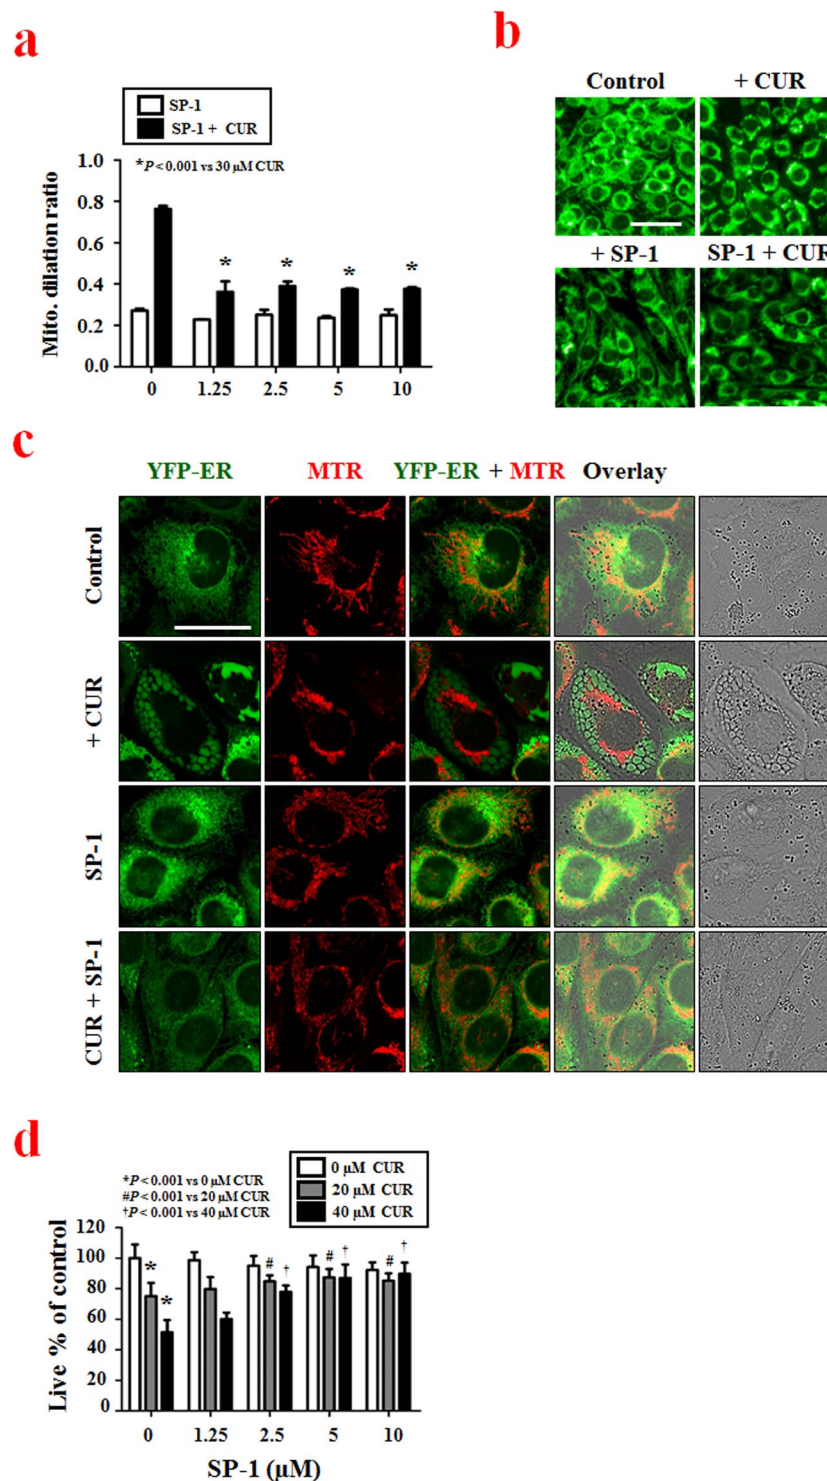 a
SP-1
SP-1 + CUR
*P < 0.001 vs 30 µM CUR
Mito. dilation ratio
1.0
0.8
0.6
0.4
0.2
0.0
*
*
*
*
0 1.25 2.5 5 10
b
Control + CUR
+ SP-1 SP-1 + CUR
c
YFP-ER MTR YFP-ER + MTR Overlay
Control
+ CUR
SP-1
CUR + SP-1
d
*P < 0.001 vs 0 µM CUR
#P < 0.001 vs 20 µM CUR
†P < 0.001 vs 40 µM CUR
0 µM CUR
20 µM CUR
40 µM CUR
Live % of control
120
100
80
60
40
20
0
* * # † # † # †
0 1.25 2.5 5 10
SP-1 (µM)